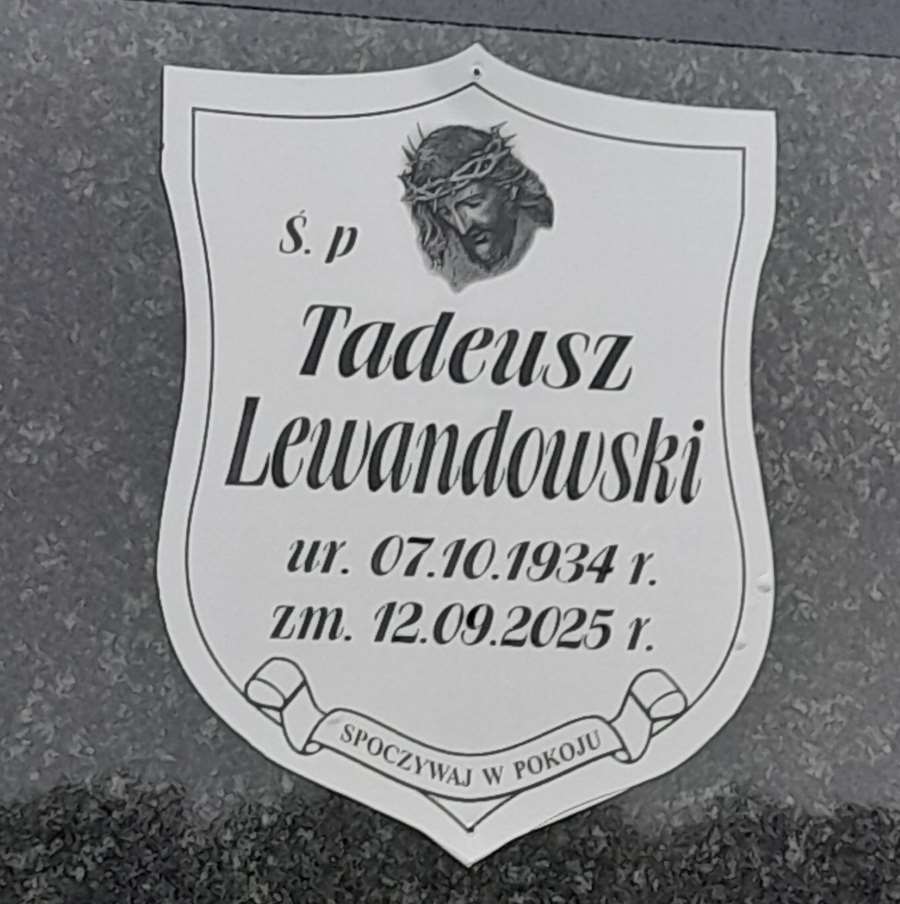 Ś. p
Tadeusz
Lewandowski
ur. 07.10.1934 r.
zm. 12.09.2025 r.
SPOCZYWAJ W POKOJU